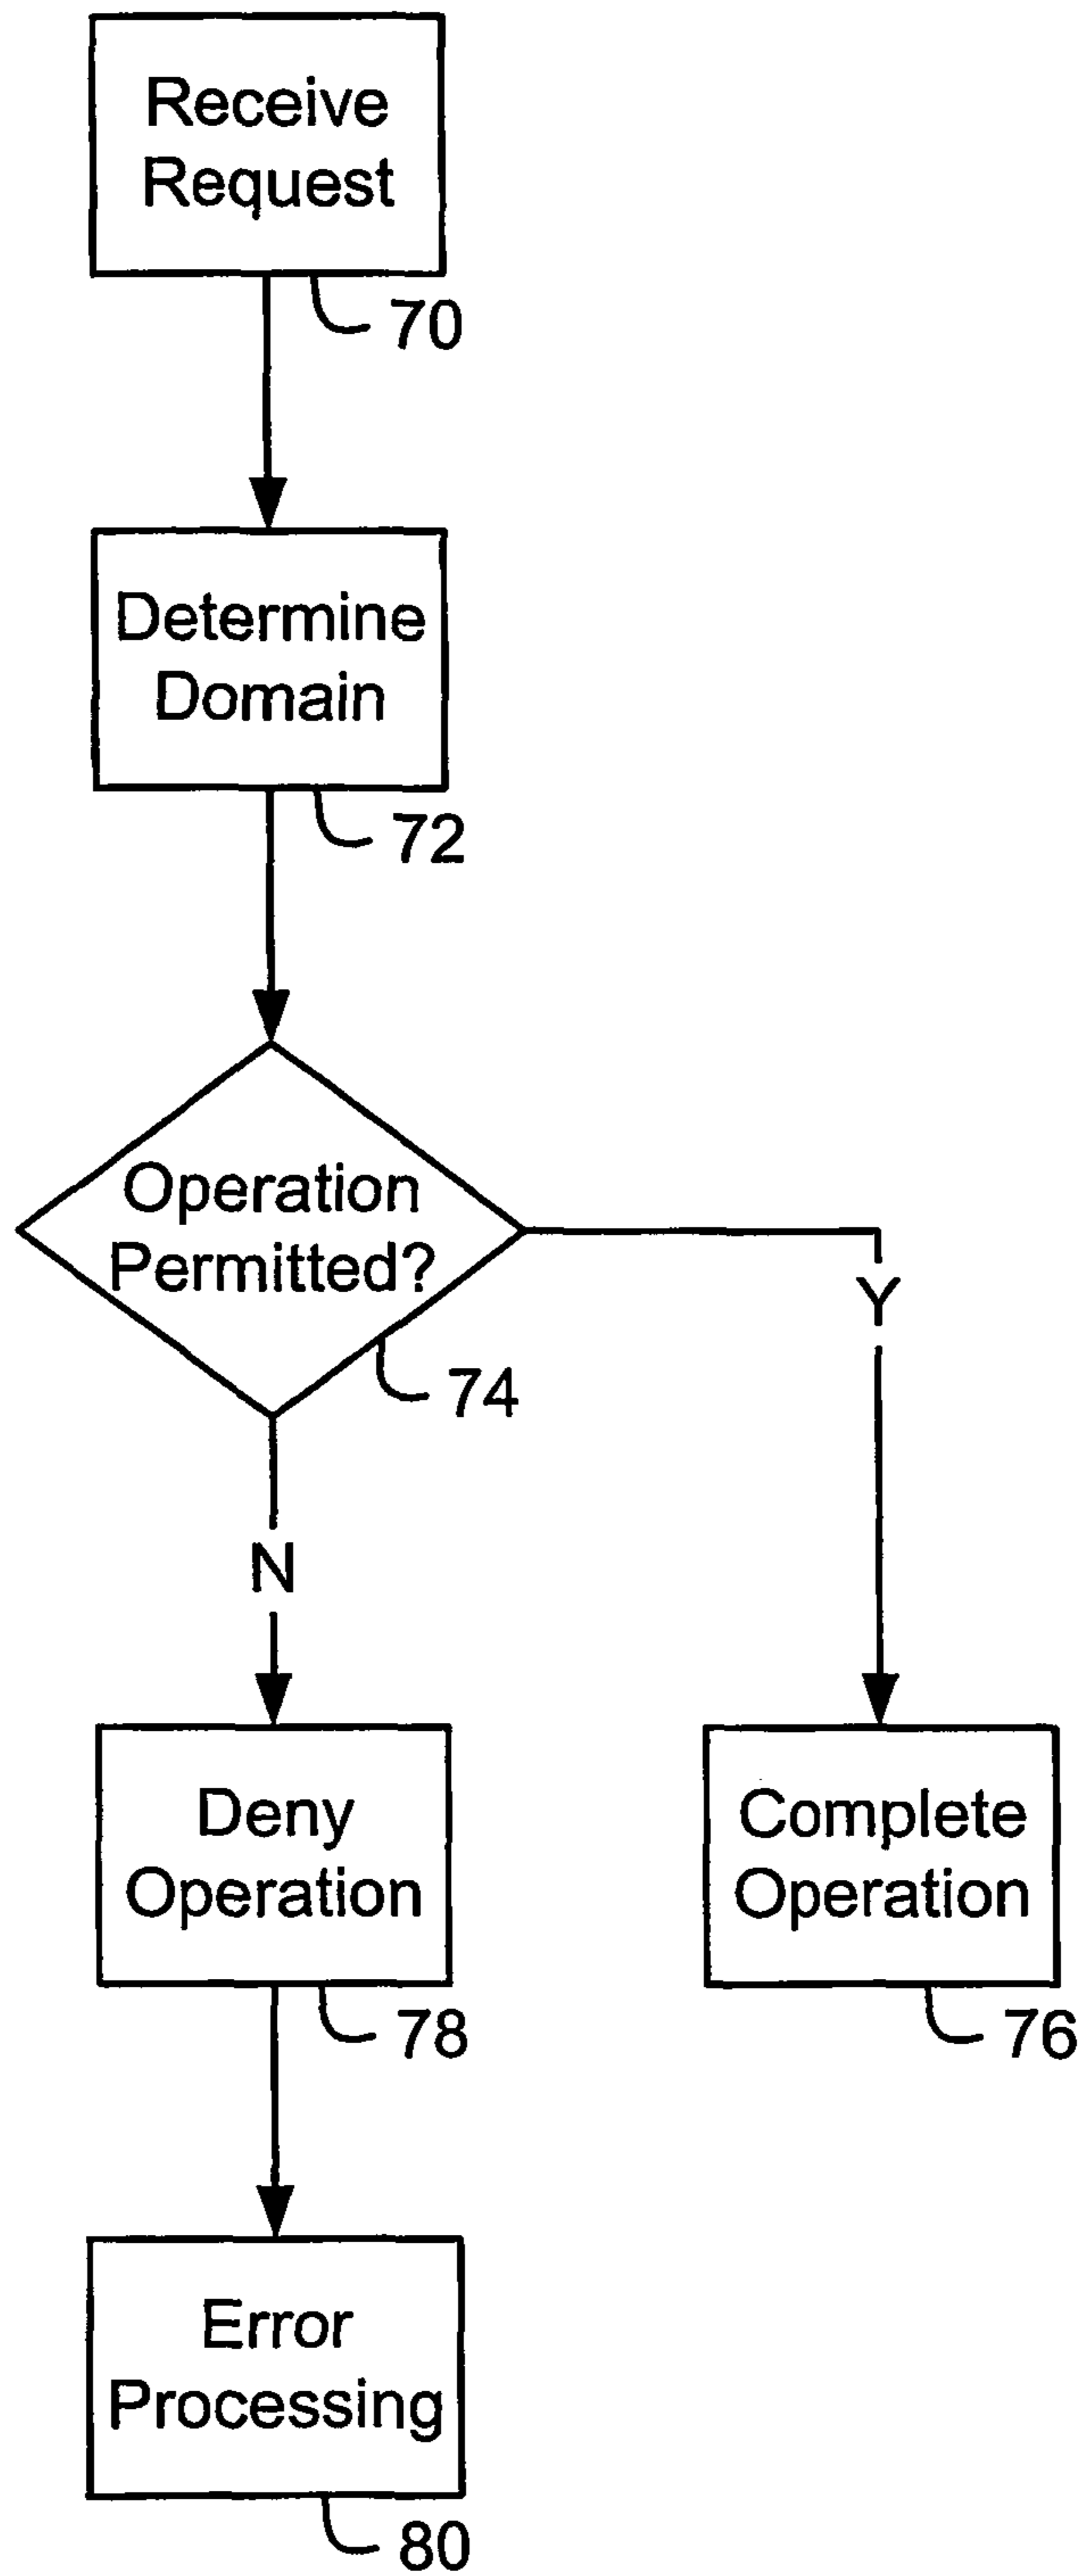 Receive
Request
70
Determine
Domain
72
Operation
Permitted?
74
Y
N
Deny
Operation
78
Complete
Operation
76
Error
Processing
80